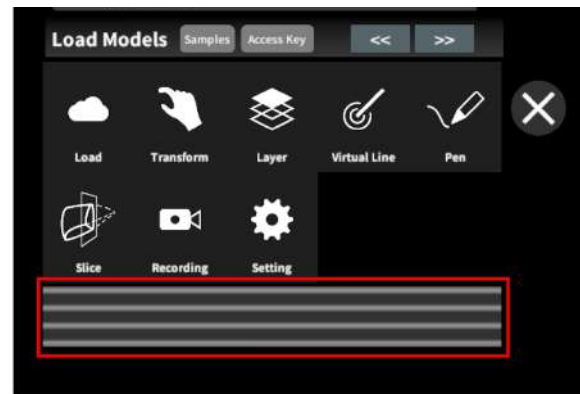 Load Models Samples Access Key << >>
Load Transform Layer Virtual Line Pen
Slice Recording Setting